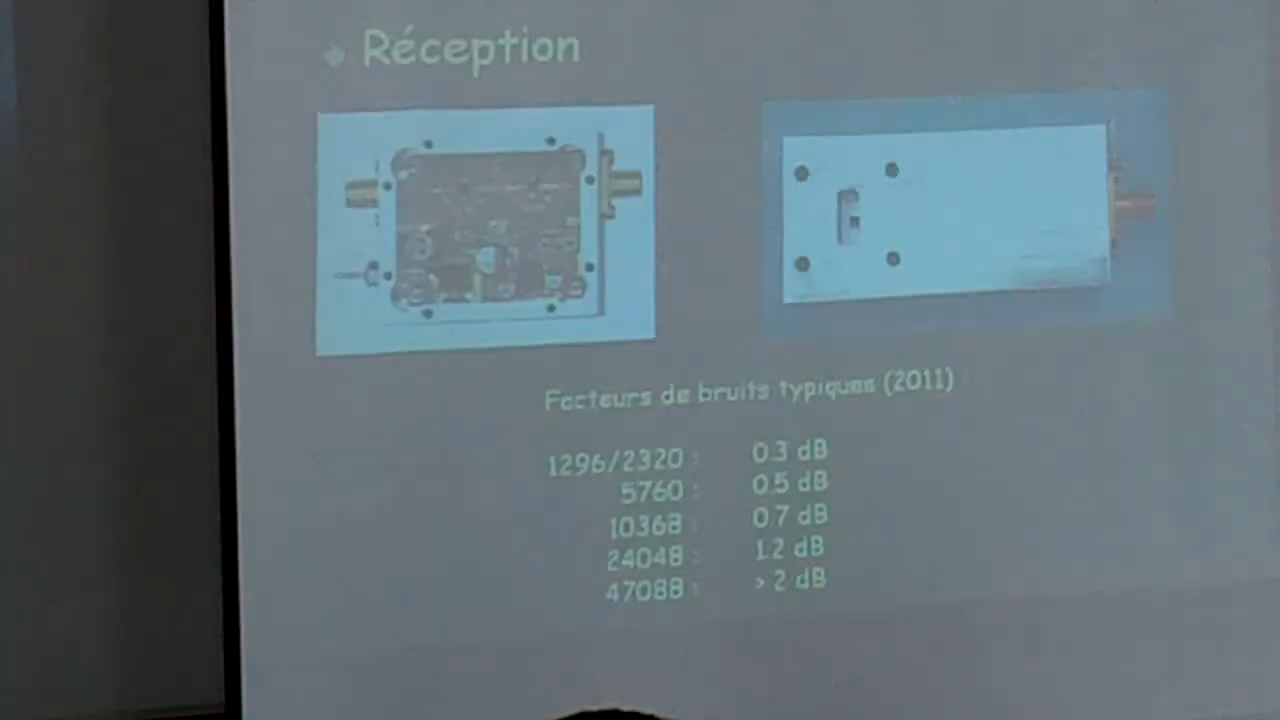 Réception
Facteurs de bruits typiques (2011)
1296/2320 : 0.3 dB
5760 : 0.5 dB
10368 : 0.7 dB
24048 : 1.2 dB
47088 : > 2 dB